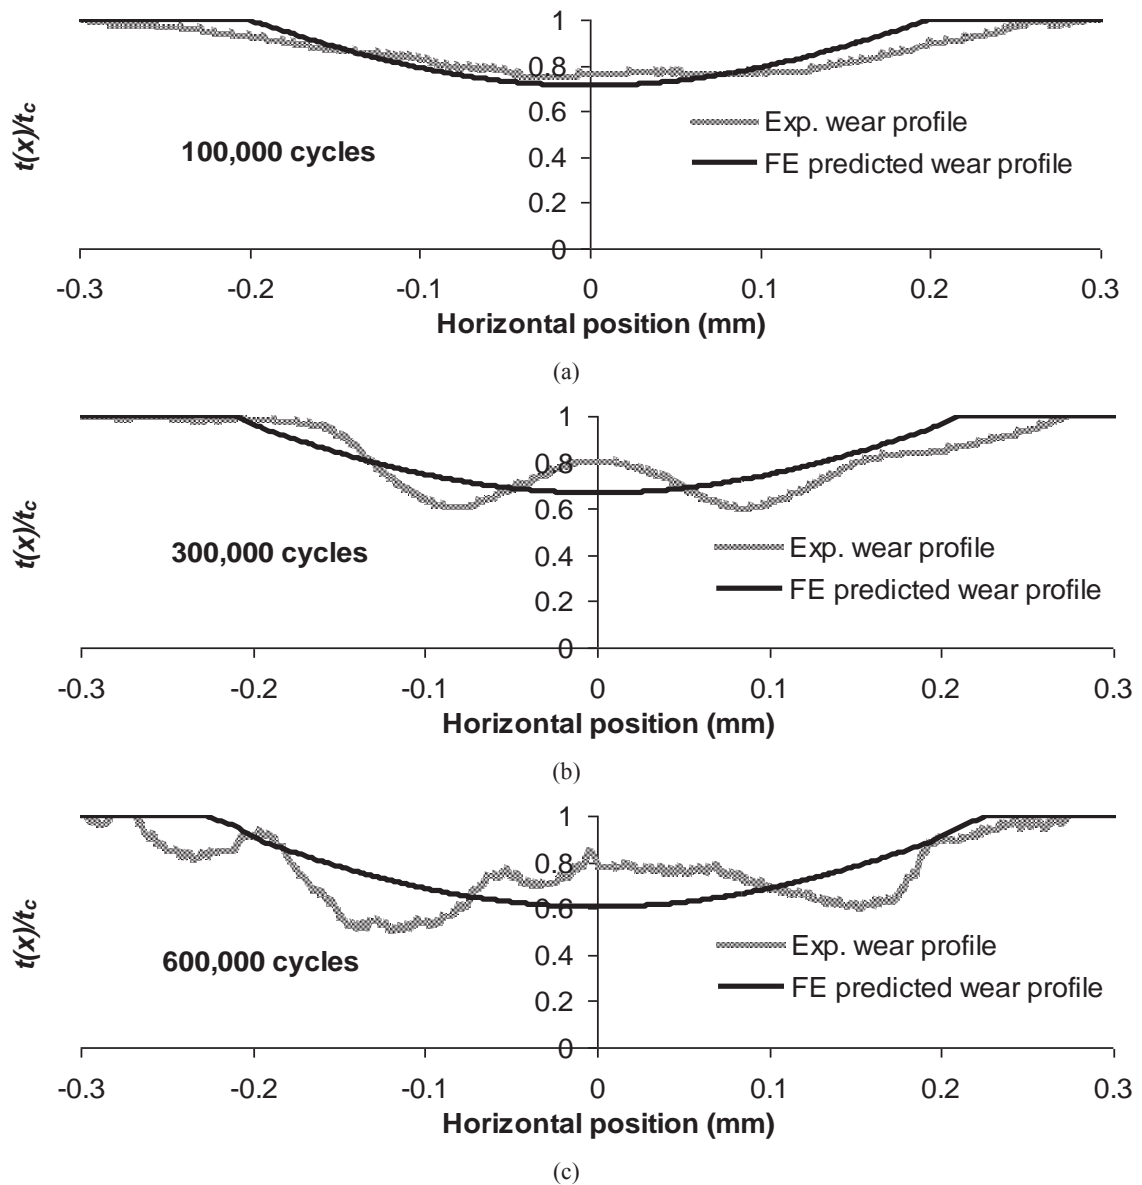 1
0.8
0.6
0.4
0.2
0
t(x)/tc
100,000 cycles
Exp. wear profile
FE predicted wear profile
-0.3 -0.2 -0.1 0 0.1 0.2 0.3
Horizontal position (mm)
(a)
1
0.8
0.6
0.4
0.2
0
t(x)/tc
300,000 cycles
Exp. wear profile
FE predicted wear profile
-0.3 -0.2 -0.1 0 0.1 0.2 0.3
Horizontal position (mm)
(b)
1
0.8
0.6
0.4
0.2
0
t(x)/tc
600,000 cycles
Exp. wear profile
FE predicted wear profile
-0.3 -0.2 -0.1 0 0.1 0.2 0.3
Horizontal position (mm)
(c)